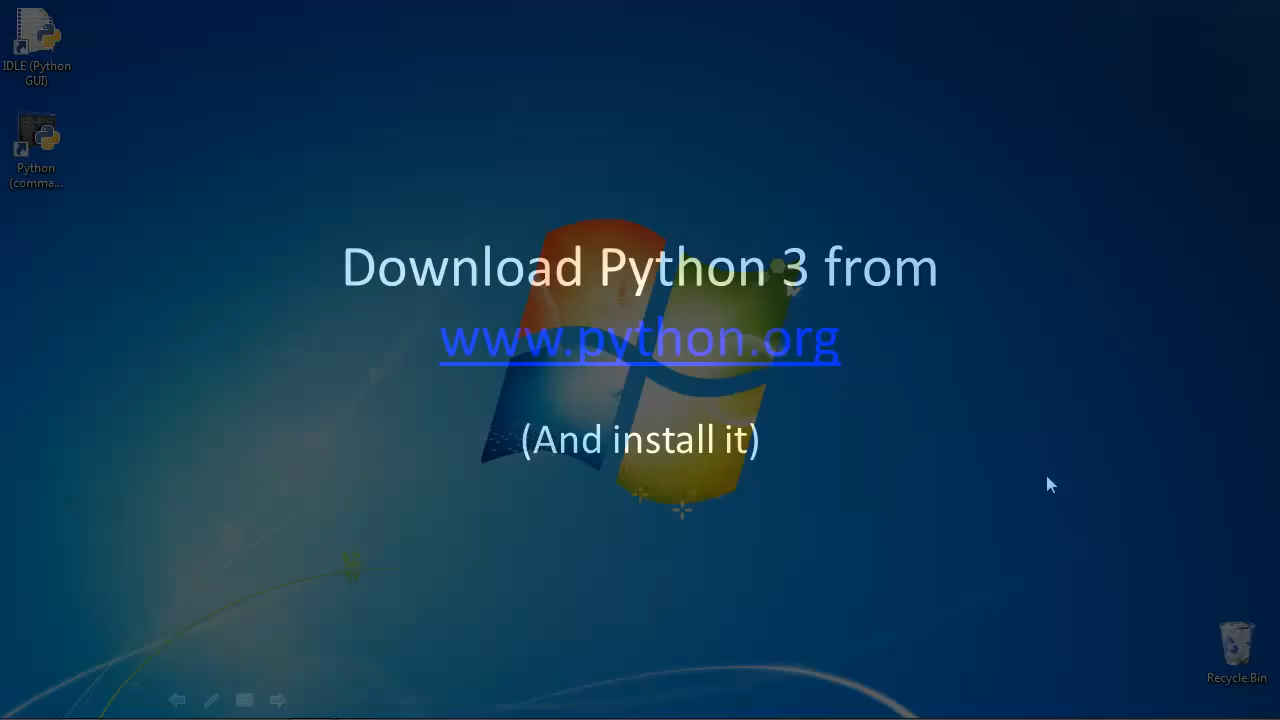 IDLE (Python
GUI)
Python
(comma...
Download Python 3 from
www.python.org
(And install it)
Recycle Bin